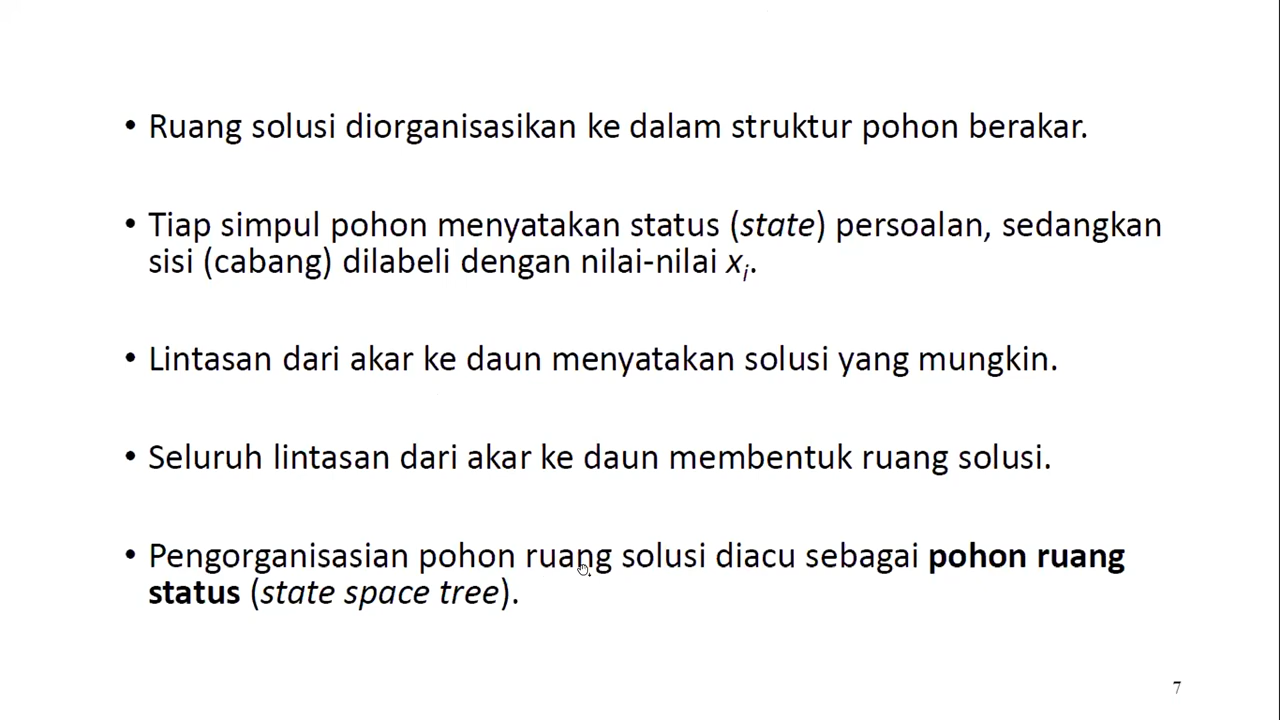 • Ruang solusi diorganisasikan ke dalam struktur pohon berakar.
• Tiap simpul pohon menyatakan status (state) persoalan, sedangkan
sisi (cabang) dilabeli dengan nilai-nilai xi.
• Lintasan dari akar ke daun menyatakan solusi yang mungkin.
• Seluruh lintasan dari akar ke daun membentuk ruang solusi.
• Pengorganisasian pohon ruang solusi diacu sebagai pohon ruang
status (state space tree).
7